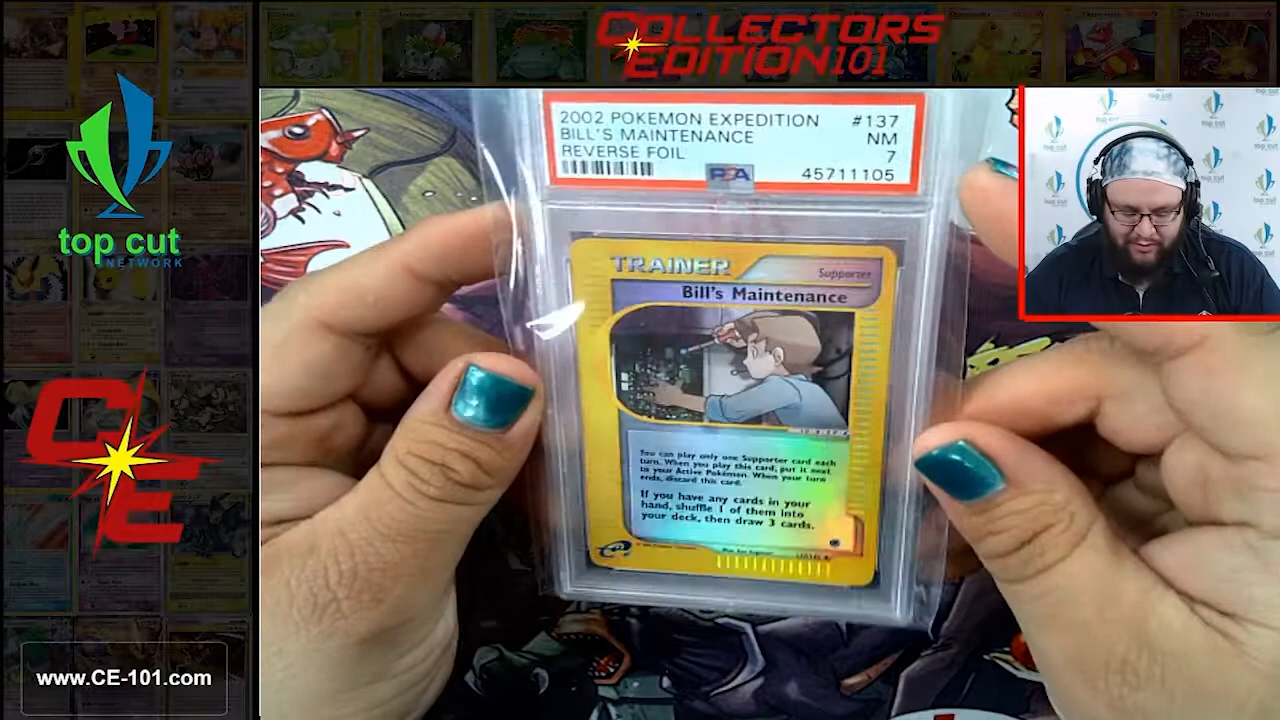 COLLECTORS
EDITION101
top cut
NETWORK
www.CE-101.com
CE
2002 POKEMON EXPEDITION #137
BILL'S MAINTENANCE NM
REVERSE FOIL 7
PSA 45711105
TRAINER
Supporter
Bill's Maintenance
You can play only one Supporter card each
turn. When you play this card, put it next
to your Active Pokémon. When your turn
ends, discard this card.
If you have any cards in your
hand, shuffle 1 of them into
your deck, then draw 3 cards.
top cut